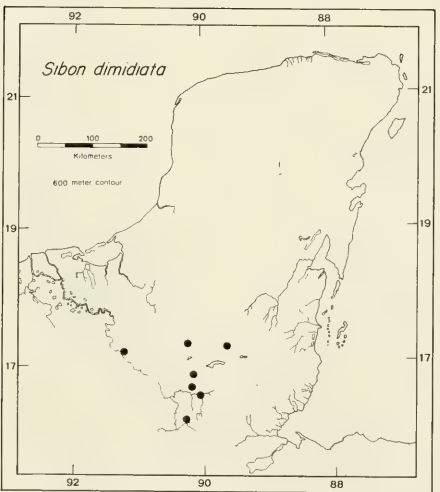 92 90 88
Sibon dimidiata
21 21
0 100 200
Kilometers
600 meter contour
19 19
17 17
92 90 88